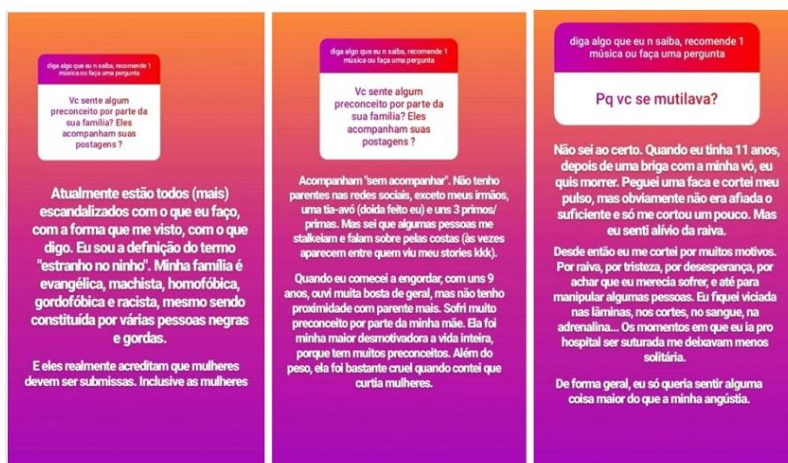 diga algo que eu n saiba, recomende 1
música ou faça uma pergunta
Vc sente algum
preconceito por parte da
sua família? Eles
acompanham suas
postagens ?
Atualmente estão todos (mais)
escandalizados com o que eu faço,
com a forma que me visto, com o que
digo. Eu sou a definição do termo
"estranho no ninho". Minha família é
evangélica, machista, homofóbica,
gordofóbica e racista, mesmo sendo
constituída por várias pessoas negras
e gordas.
E eles realmente acreditam que mulheres
devem ser submissas. Inclusive as mulheres
diga algo que eu n saiba, recomende 1
música ou faça uma pergunta
Vc sente algum
preconceito por parte da
sua família? Eles
acompanham suas
postagens ?
Acompanham "sem acompanhar". Não tenho
parentes nas redes sociais, exceto meus irmãos,
uma tia-avó (doida feito eu) e uns 3 primos/
primas. Mas sei que algumas pessoas me
stalkeiam e falam sobre pelas costas (às vezes
aparecem entre quem viu meu stories kkk).
Quando eu comecei a engordar, com uns 9
anos, ouvi muita bosta de geral, mas não tenho
proximidade com parente mais. Sofri muito
preconceito por parte da minha mãe. Ela foi
minha maior desmotivadora a vida inteira,
porque tem muitos preconceitos. Além do
peso, ela foi bastante cruel quando contei que
curtia mulheres.
diga algo que eu n saiba, recomende 1
música ou faça uma pergunta
Pq vc se mutilava?
Não sei ao certo. Quando eu tinha 11 anos,
depois de uma briga com a minha vó, eu
quis morrer. Peguei uma faca e cortei meu
pulso, mas obviamente não era afiada o
suficiente e só me cortou um pouco. Mas
eu senti alívio da raiva.
Desde então eu me cortei por muitos motivos.
Por raiva, por tristeza, por desesperança, por
achar que eu merecia sofrer, e até para
manipular algumas pessoas. Eu fiquei viciada
nas lâminas, nos cortes, no sangue, na
adrenalina... Os momentos em que eu ia pro
hospital ser suturada me deixavam menos
solitária.
De forma geral, eu só queria sentir alguma
coisa maior do que a minha angústia.